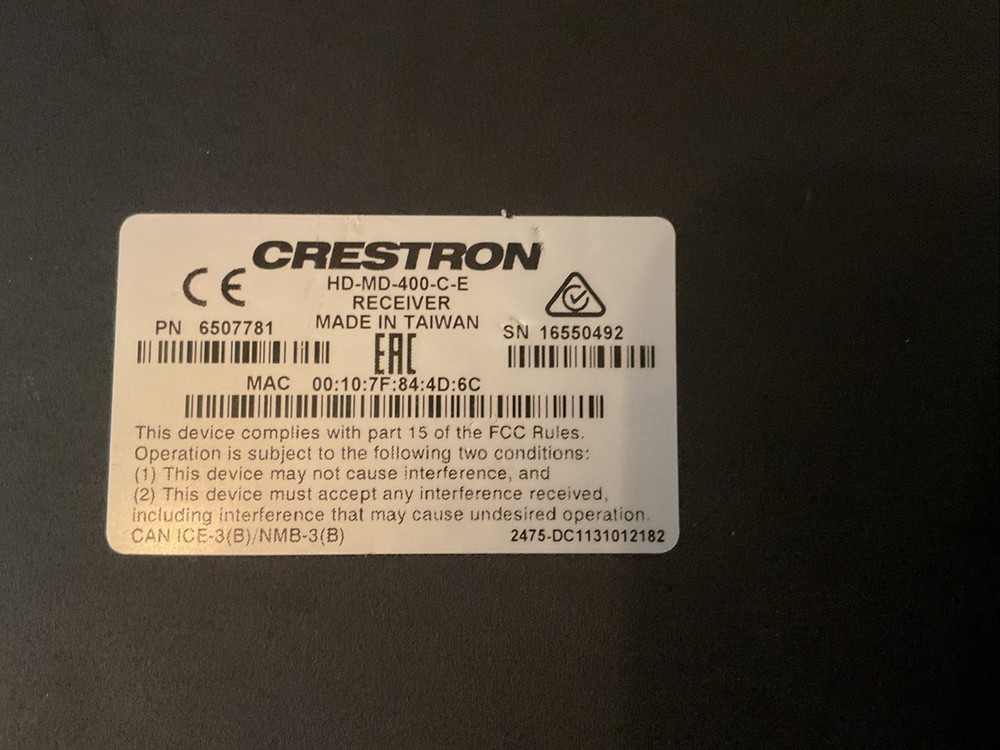 CRESTRON
CE
HD-MD-400-C-E
RECEIVER
MADE IN TAIWAN
PN 6507781
SN 16550492
EAC
MAC 00:10:7F:84:4D:6C
This device complies with part 15 of the FCC Rules.
Operation is subject to the following two conditions:
(1) This device may not cause interference, and
(2) This device must accept any interference received,
including interference that may cause undesired operation.
CAN ICE-3(B)/NMB-3(B)
2475-DC1131012182